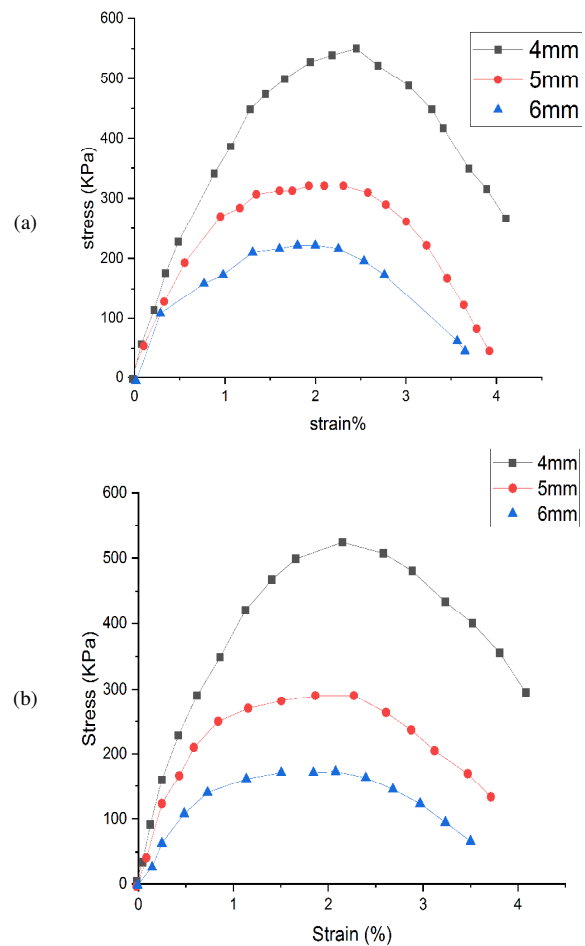 600
500
400
300
200
100
0
0 1 2 3 4
stress (KPa)
strain%
4mm
5mm
6mm
(a)
4mm
5mm
6mm
600
500
400
300
200
100
0
0 1 2 3 4
Stress (KPa)
Strain (%)
(b)